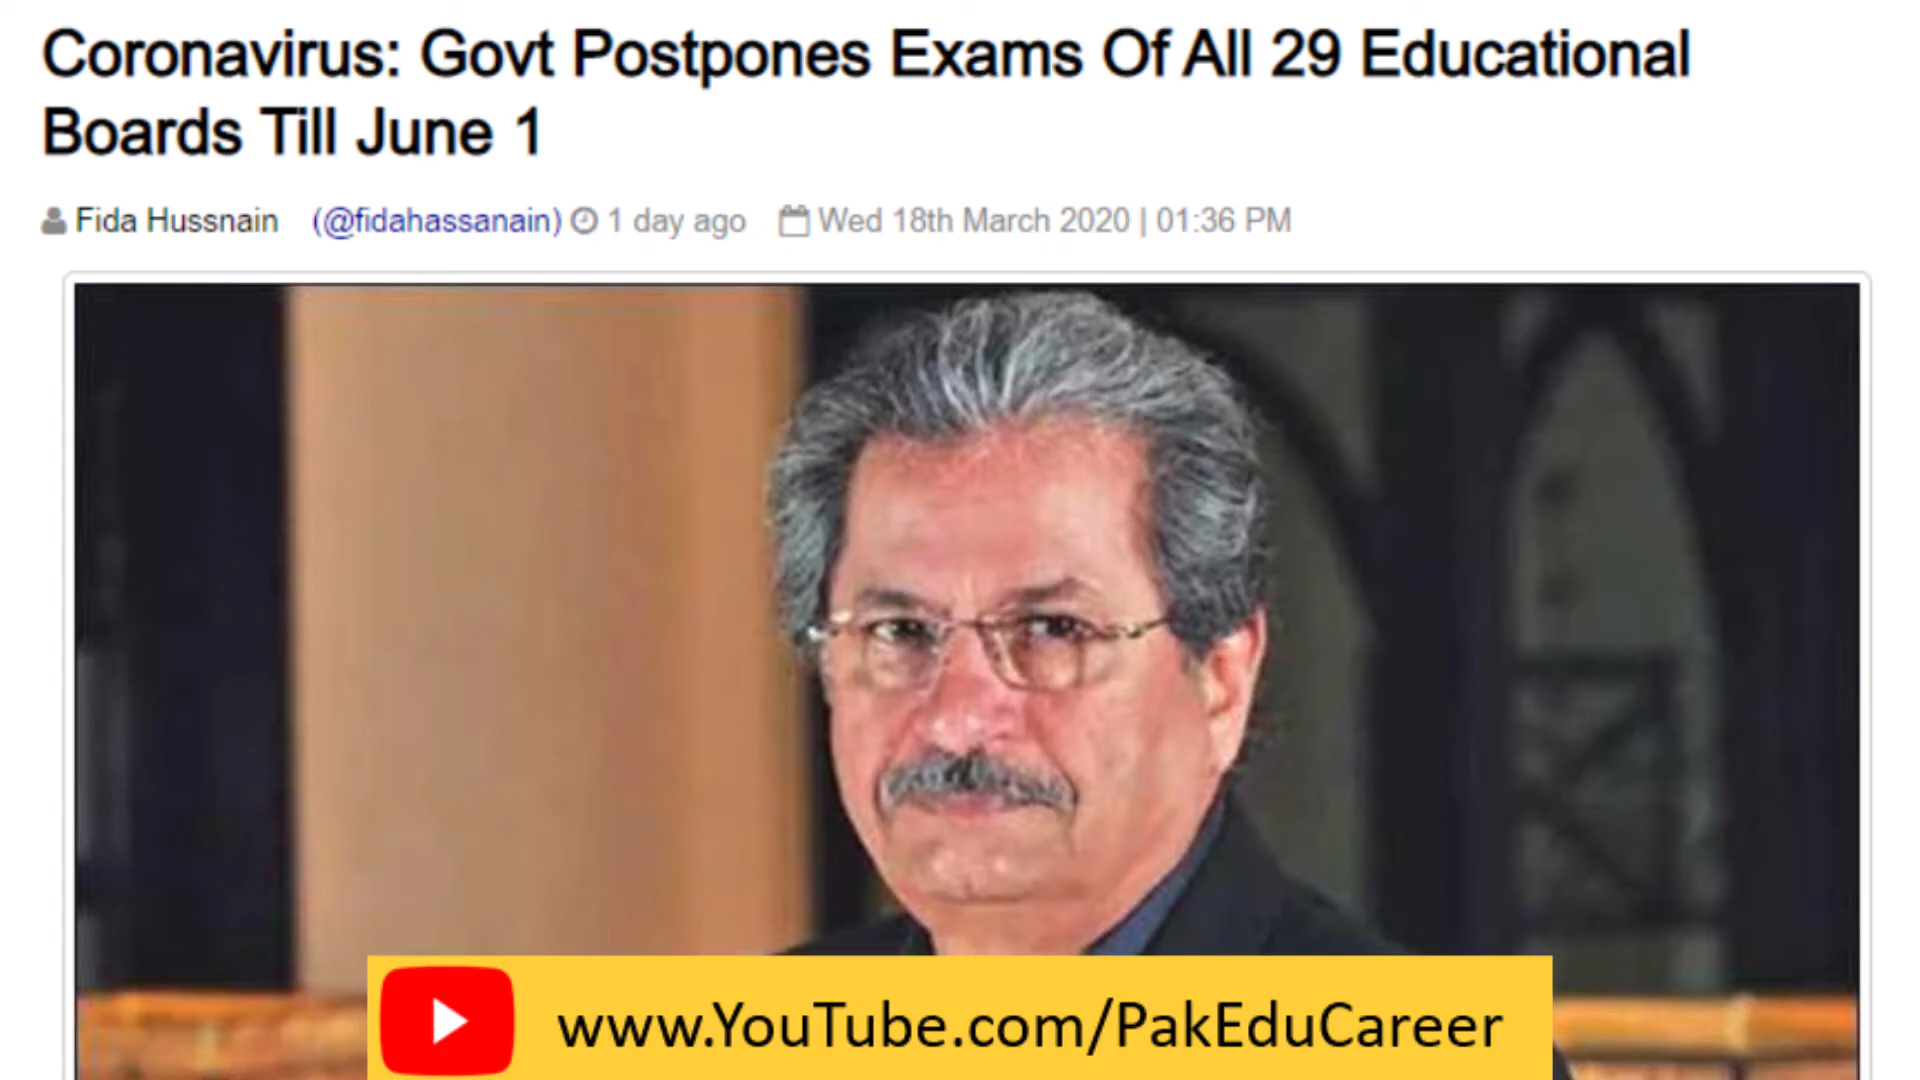 Coronavirus: Govt Postpones Exams Of All 29 Educational
Boards Till June 1
Fida Hussnain (@fidahassanain) 1 day ago Wed 18th March 2020 | 01:36 PM
www.YouTube.com/PakEduCareer